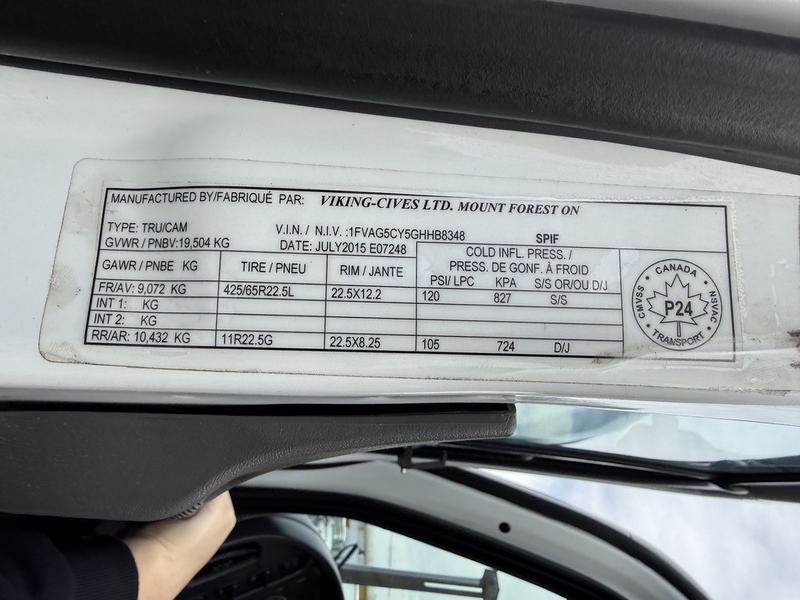 MANUFACTURED BY/FABRIQUÉ PAR: VIKING-CIVES LTD. MOUNT FOREST ON
TYPE: TRU/CAM V.I.N./ N.I.V. :1FVAG5CY5GHHB8348 SPIF
GVWR / PNBV:19,504 KG DATE: JULY2015 E07248
GAWR / PNBE KG TIRE / PNEU RIM / JANTE COLD INFL. PRESS. / PRESS. DE GONF. À FROID
PSI/ LPC KPA S/S OR/OU D/J
FR/AV: 9,072 KG 425/65R22.5L 22.5X12.2 120 827 S/S
INT 1: KG
INT 2: KG
RR/AR: 10,432 KG 11R22.5G 22.5X8.25 105 724 D/J
CANADA
CMVSS P24 NSVAC
TRANSPORT